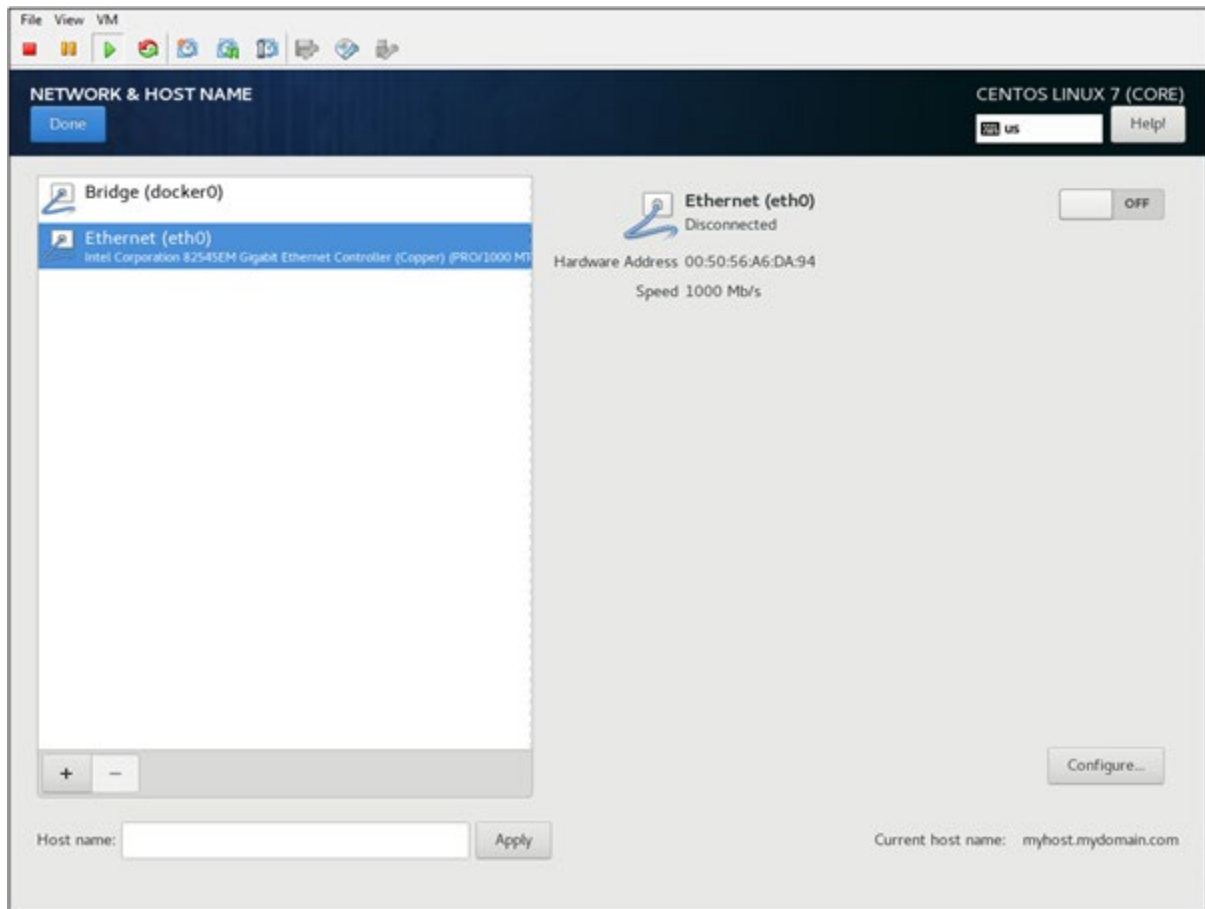 File View VM
NETWORK & HOST NAME
CENTOS LINUX 7 (CORE)
Done
us
Help!
Bridge (docker0)
Ethernet (eth0)
Intel Corporation 82545EM Gigabit Ethernet Controller (Copper) (PRO/1000 MT
Ethernet (eth0)
Disconnected
OFF
Hardware Address 00:50:56:A6:DA:94
Speed 1000 Mb/s
+ −
Configure...
Host name:
Apply
Current host name: myhost.mydomain.com